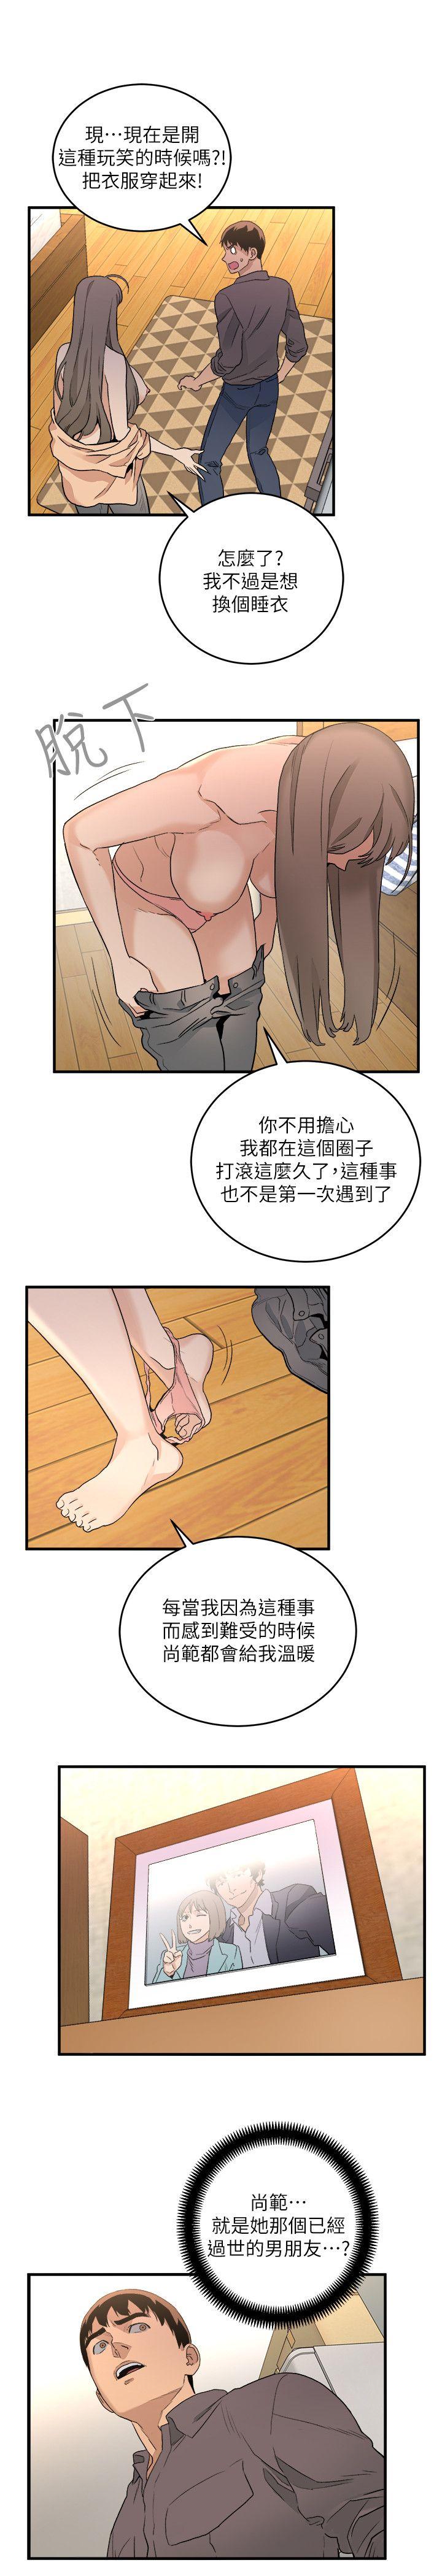 現…現在是開
這種玩笑的時候嗎?!
把衣服穿起來!
怎麼了?
我不過是想
換個睡衣
脫下
你不用擔心
我都在這個圈子
打滾這麼久了,這種事
也不是第一次遇到了
每當我因為這種事
而感到難受的時候
尚範都會給我溫暖
尚範…
就是她那個已經
過世的男朋友…?